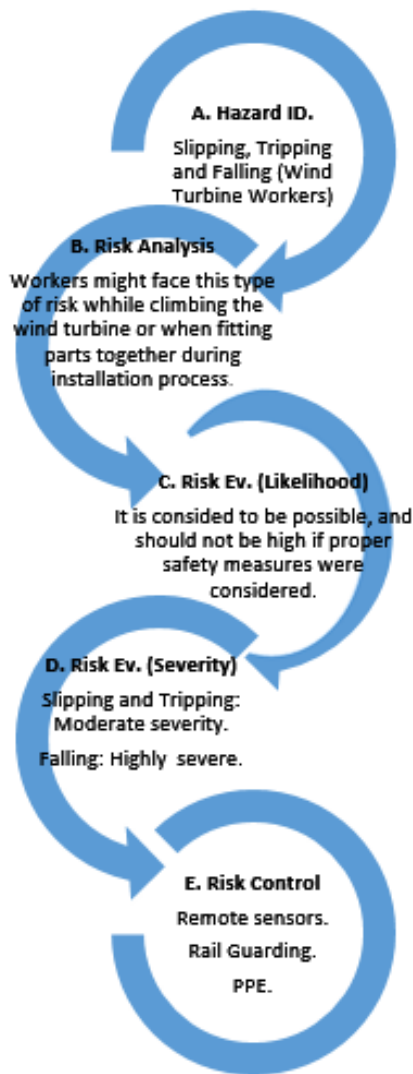 A. Hazard ID.
Slipping, Tripping
and Falling (Wind
Turbine Workers)
B. Risk Analysis
Workers might face this type
of risk whhile climbing the
wind turbine or when fitting
parts together during
installation process.
C. Risk Ev. (Likelihood)
It is consided to be possible, and
should not be high if proper
safety measures were
considered.
D. Risk Ev. (Severity)
Slipping and Tripping:
Moderate severity.
Falling: Highly severe.
E. Risk Control
Remote sensors.
Rail Guarding.
PPE.